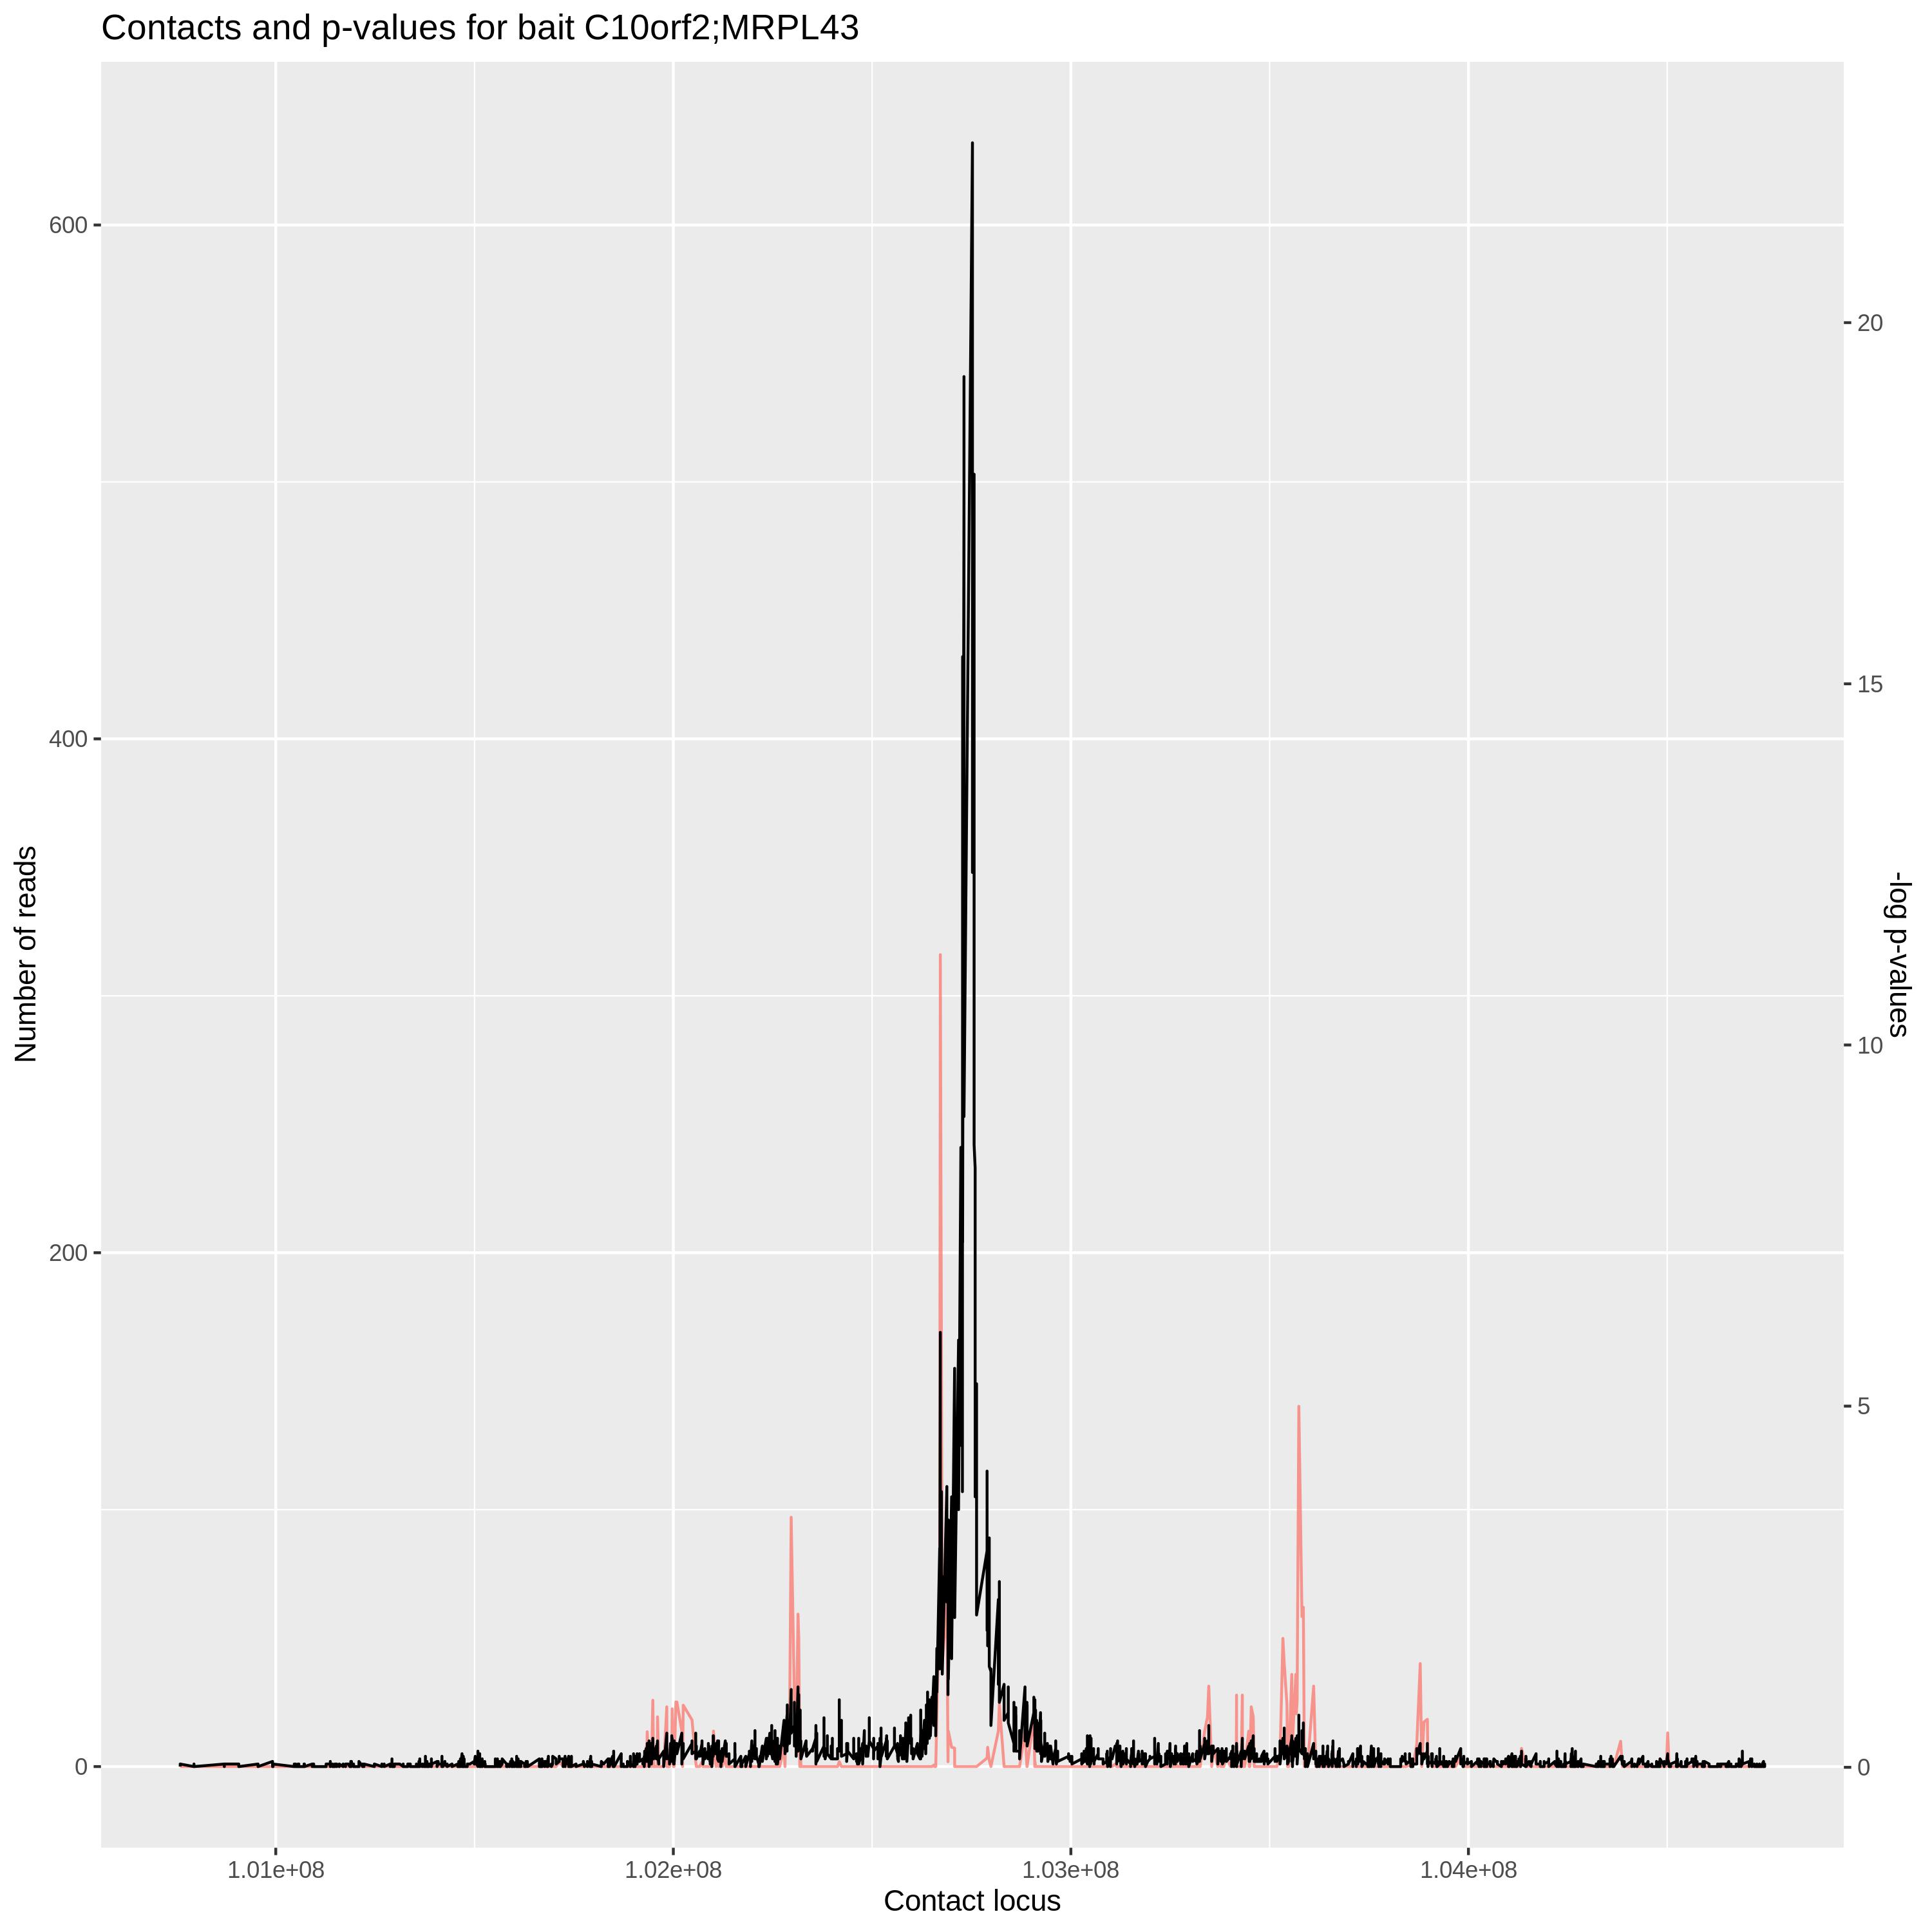 Contacts and p-values for bait C10orf2;MRPL43
600
400
200
0
Number of reads
20
15
10
5
0
-log p-values
1.01e+08
1.02e+08
1.03e+08
1.04e+08
Contact locus